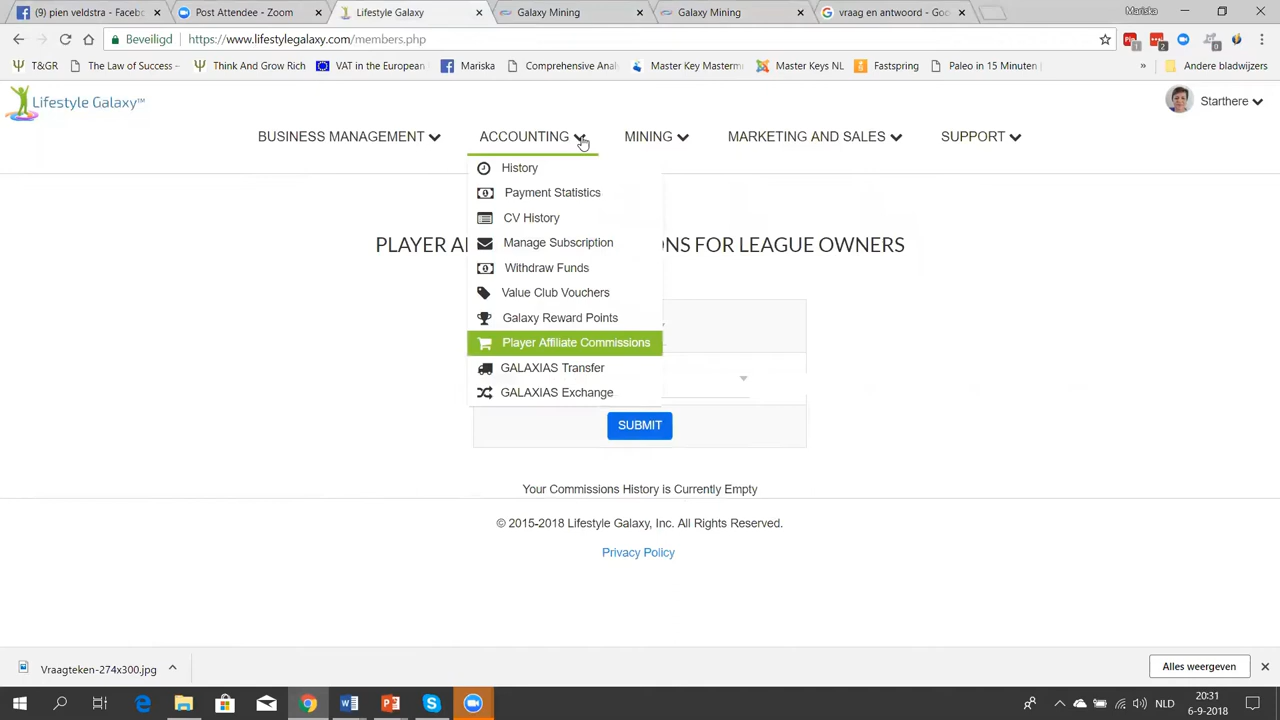 (9) pien veldstra - Faceb
Post Attendee - Zoom
Lifestyle Galaxy
Galaxy Mining
Galaxy Mining
vraag en antwoord - Goo
Mariska
Beveiligd
https://www.lifestylegalaxy.com/members.php
T&GR
The Law of Success -
Think And Grow Rich
VAT in the European
Mariska
Comprehensive Anal
Master Key Masterm
Master Keys NL
Fastspring
Paleo in 15 Minuten
Andere bladwijzers
Lifestyle Galaxy™
Starthere
BUSINESS MANAGEMENT
ACCOUNTING
MINING
MARKETING AND SALES
SUPPORT
History
Payment Statistics
CV History
Manage Subscription
Withdraw Funds
Value Club Vouchers
Galaxy Reward Points
Player Affiliate Commissions
GALAXIAS Transfer
GALAXIAS Exchange
PLAYER A
ONS FOR LEAGUE OWNERS
SUBMIT
Your Commissions History is Currently Empty
© 2015-2018 Lifestyle Galaxy, Inc. All Rights Reserved.
Privacy Policy
Vraagteken-274x300.jpg
Alles weergeven
NLD
20:31
6-9-2018